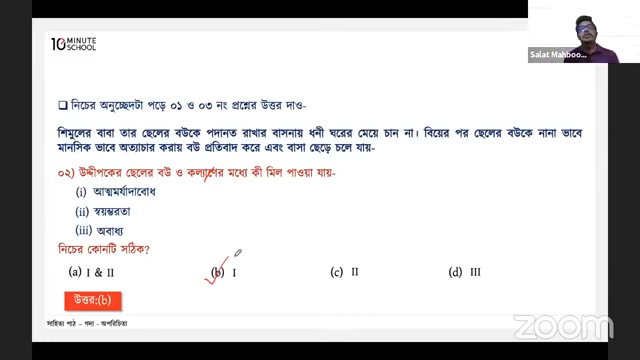 10 MINUTE
SCHOOL
Salat Mahboo...
নিচের অনুচ্ছেদটা পড়ে ০১ ও ০৩ নং প্রশ্নের উত্তর দাও-
শিমুলের বাবা তার ছেলের বউকে পদানত রাখার বাসনায় ধনী ঘরের মেয়ে চান না। বিয়ের পর ছেলের বউকে নানা ভাবে
মানসিক ভাবে অত্যাচার করায় বউ প্রতিবাদ করে এবং বাসা ছেড়ে চলে যায়-
০২) উদ্দীপকের ছেলের বউ ও কল্যাণের মধ্যে কী মিল পাওয়া যায়-
(i) আত্মমর্যাদাবোধ
(ii) স্বয়ম্ভরতা
(iii) অবাধ্য
নিচের কোনটি সঠিক?
(a) I & II (b) I (c) II (d) III
উত্তর:(b)
সাহিত্য পাঠ - গদ্য - অপরিচিতা
zoom